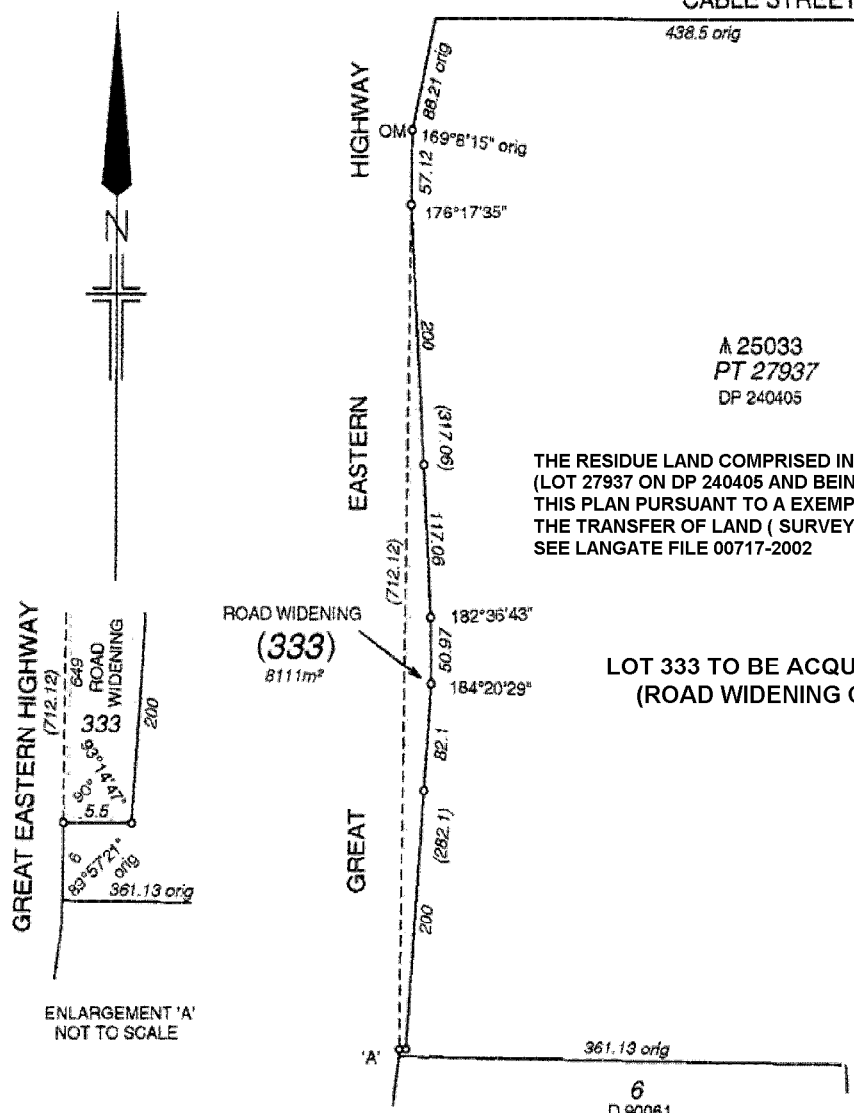 CABLE STREET
438.5 orig
HIGHWAY
88.21 orig
OM
169°8'15" orig
57.12
176°17'35"
N
200
25033
PT 27937
DP 240405
(317.06)
EASTERN
THE RESIDUE LAND COMPRISED IN
(LOT 27937 ON DP 240405 AND BEIN
THIS PLAN PURSUANT TO A EXEMP
THE TRANSFER OF LAND ( SURVEY
SEE LANGATE FILE 00717-2002
117.06
(712.12)
ROAD WIDENING
(333)
8111m²
182°36'43"
50.97
184°20'29"
LOT 333 TO BE ACQU
(ROAD WIDENING
82.1
(282.1)
GREAT
200
GREAT EASTERN HIGHWAY
(712.12)
649
ROAD
WIDENING
333
200
90°
5.5
6
89°57'21"
orig
361.13 orig
ENLARGEMENT 'A'
NOT TO SCALE
'A'
361.13 orig
6
D 90061